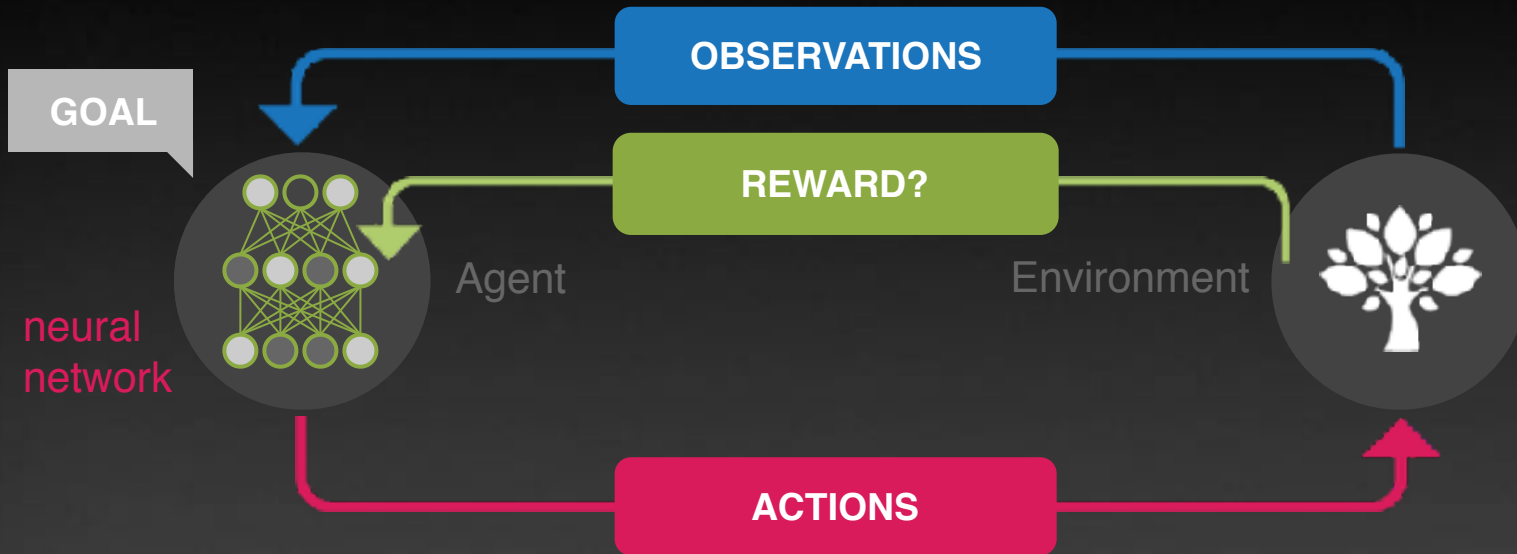 OBSERVATIONS
GOAL
REWARD?
Agent
Environment
neural
network
ACTIONS